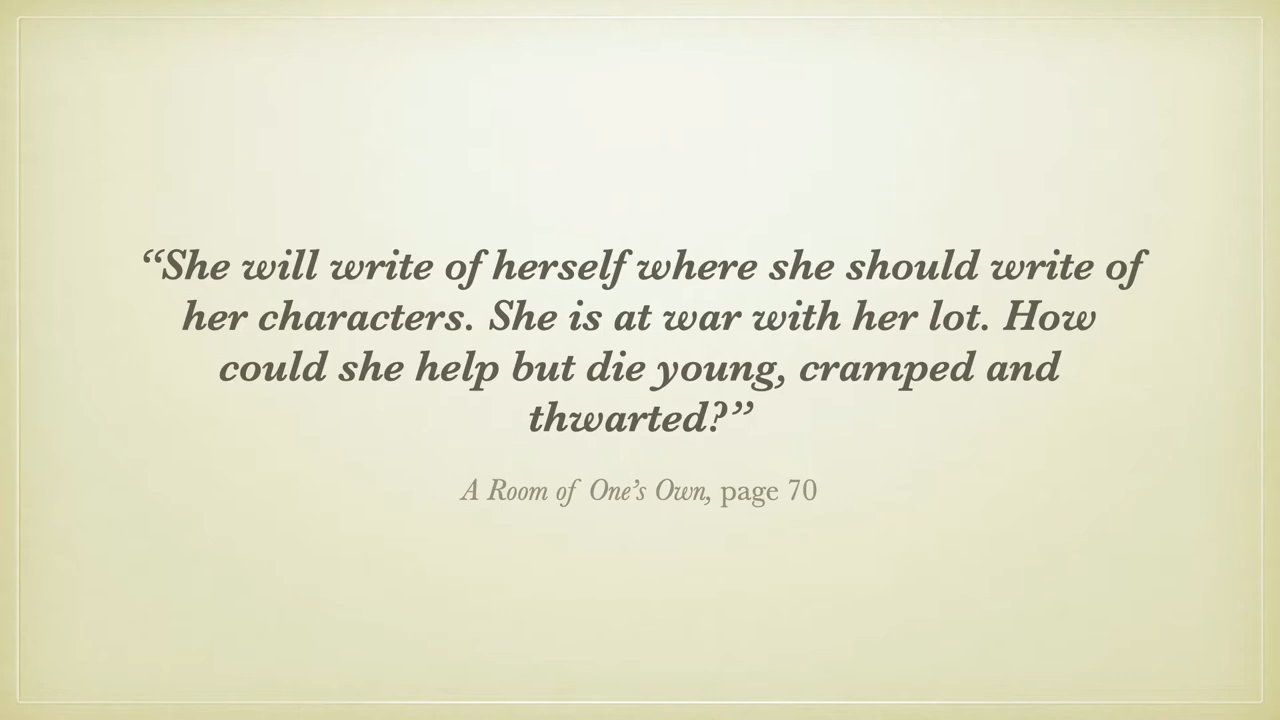 “She will write of herself where she should write of
her characters. She is at war with her lot. How
could she help but die young, cramped and
thwarted?”
A Room of One’s Own, page 70